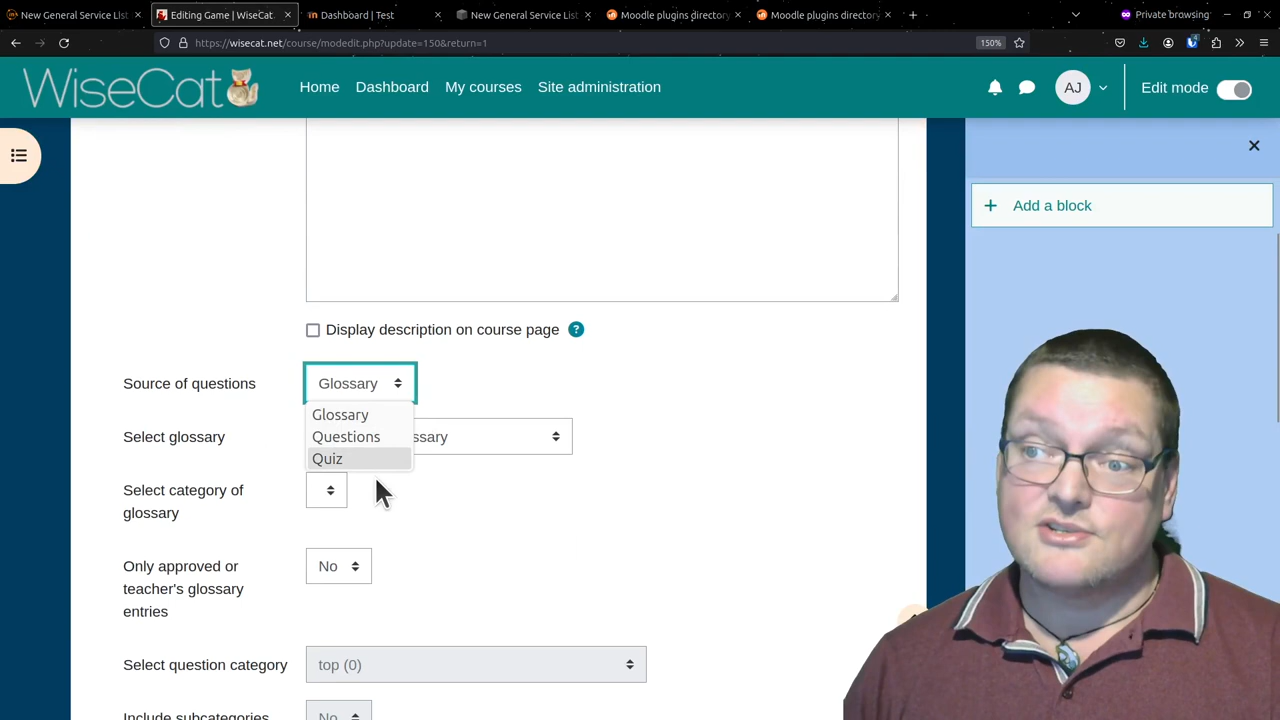 New General Service List
Editing Game | WiseCat
Dashboard | Test
New General Service List
Moodle plugins directory
Moodle plugins directory
Private browsing
https://wisecat.net/course/modedit.php?update=150&return=1
150%
WiseCat
Home
Dashboard
My courses
Site administration
AJ
Edit mode
+ Add a block
Display description on course page
?
Source of questions
Glossary
Glossary
Questions
Quiz
Select glossary
ssary
Select category of
glossary
Only approved or
teacher's glossary
entries
No
Select question category
top (0)
Include subcategories
No